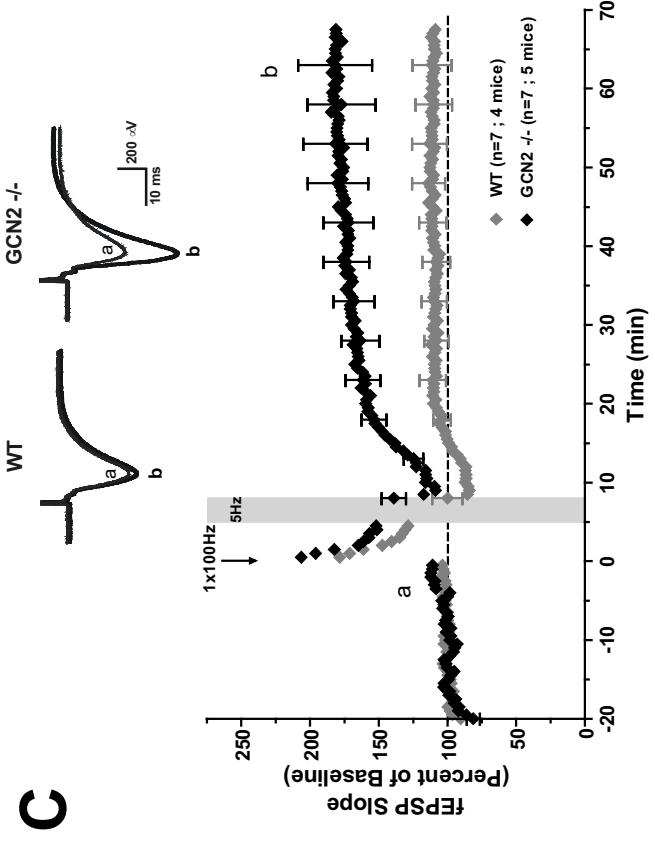 C
WT
GCN2 -/-
a
b
a
b
200 ∝V
10 ms
1x100Hz
5Hz
a
b
WT (n=7 ; 4 mice)
GCN2 -/- (n=7 ; 5 mice)
fEPSP Slope
(Percent of Baseline)
250
200
150
100
50
0
-20
-10
0
10
20
30
40
50
60
70
Time (min)